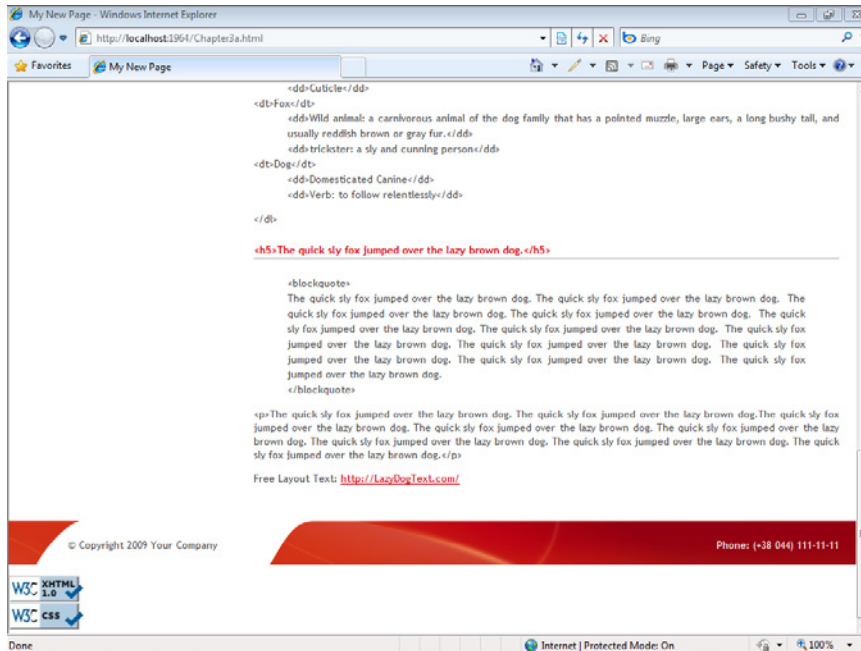 My New Page - Windows Internet Explorer
http://localhost:1964/Chapter3a.html
Bing
Favorites
My New Page
Page
Safety
Tools
<dd>Cuticle</dd>
<dt>Fox</dt>
<dd>Wild animal: a carnivorous animal of the dog family that has a pointed muzzle, large ears, a long bushy tail, and
usually reddish brown or gray fur.</dd>
<dd>trickster: a sly and cunning person</dd>
<dt>Dog</dt>
<dd>Domesticated Canine</dd>
<dd>Verb: to follow relentlessly</dd>
</dl>
<h5>The quick sly fox jumped over the lazy brown dog.</h5>
<blockquote>
The quick sly fox jumped over the lazy brown dog. The quick sly fox jumped over the lazy brown dog. The
quick sly fox jumped over the lazy brown dog. The quick sly fox jumped over the lazy brown dog. The quick
sly fox jumped over the lazy brown dog. The quick sly fox jumped over the lazy brown dog. The quick sly fox
jumped over the lazy brown dog. The quick sly fox jumped over the lazy brown dog. The quick sly fox
jumped over the lazy brown dog. The quick sly fox jumped over the lazy brown dog. The quick sly fox
jumped over the lazy brown dog.
</blockquote>
<p>The quick sly fox jumped over the lazy brown dog. The quick sly fox jumped over the lazy brown dog.The quick sly fox
jumped over the lazy brown dog. The quick sly fox jumped over the lazy brown dog. The quick sly fox jumped over the lazy
brown dog. The quick sly fox jumped over the lazy brown dog. The quick sly fox jumped over the lazy brown dog. The quick
sly fox jumped over the lazy brown dog.</p>
Free Layout Text: http://LazyDogText.com/
© Copyright 2009 Your Company
Phone: (+38 044) 111-11-11
W3C XHTML 1.0
W3C css
Done
Internet | Protected Mode: On
100%